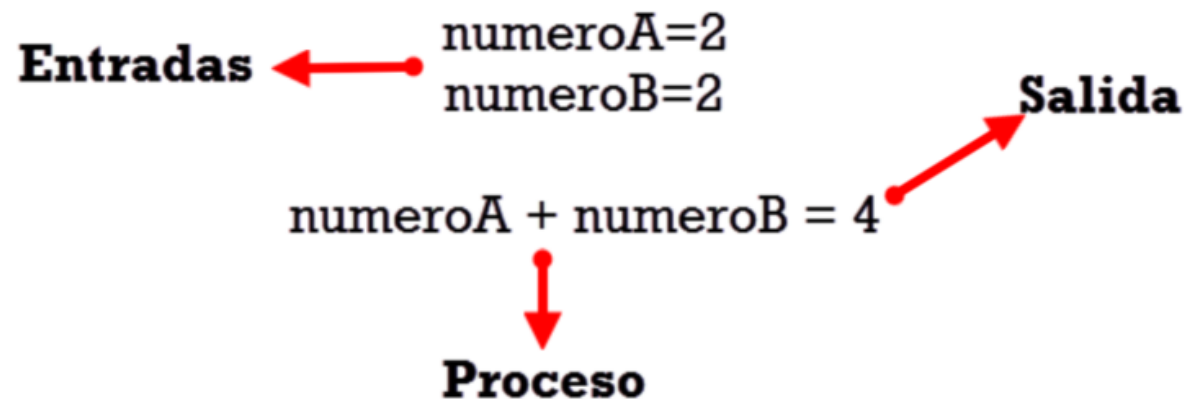 numeroA=2
Entradas
numeroB=2
Salida
numeroA + numeroB = 4
Proceso